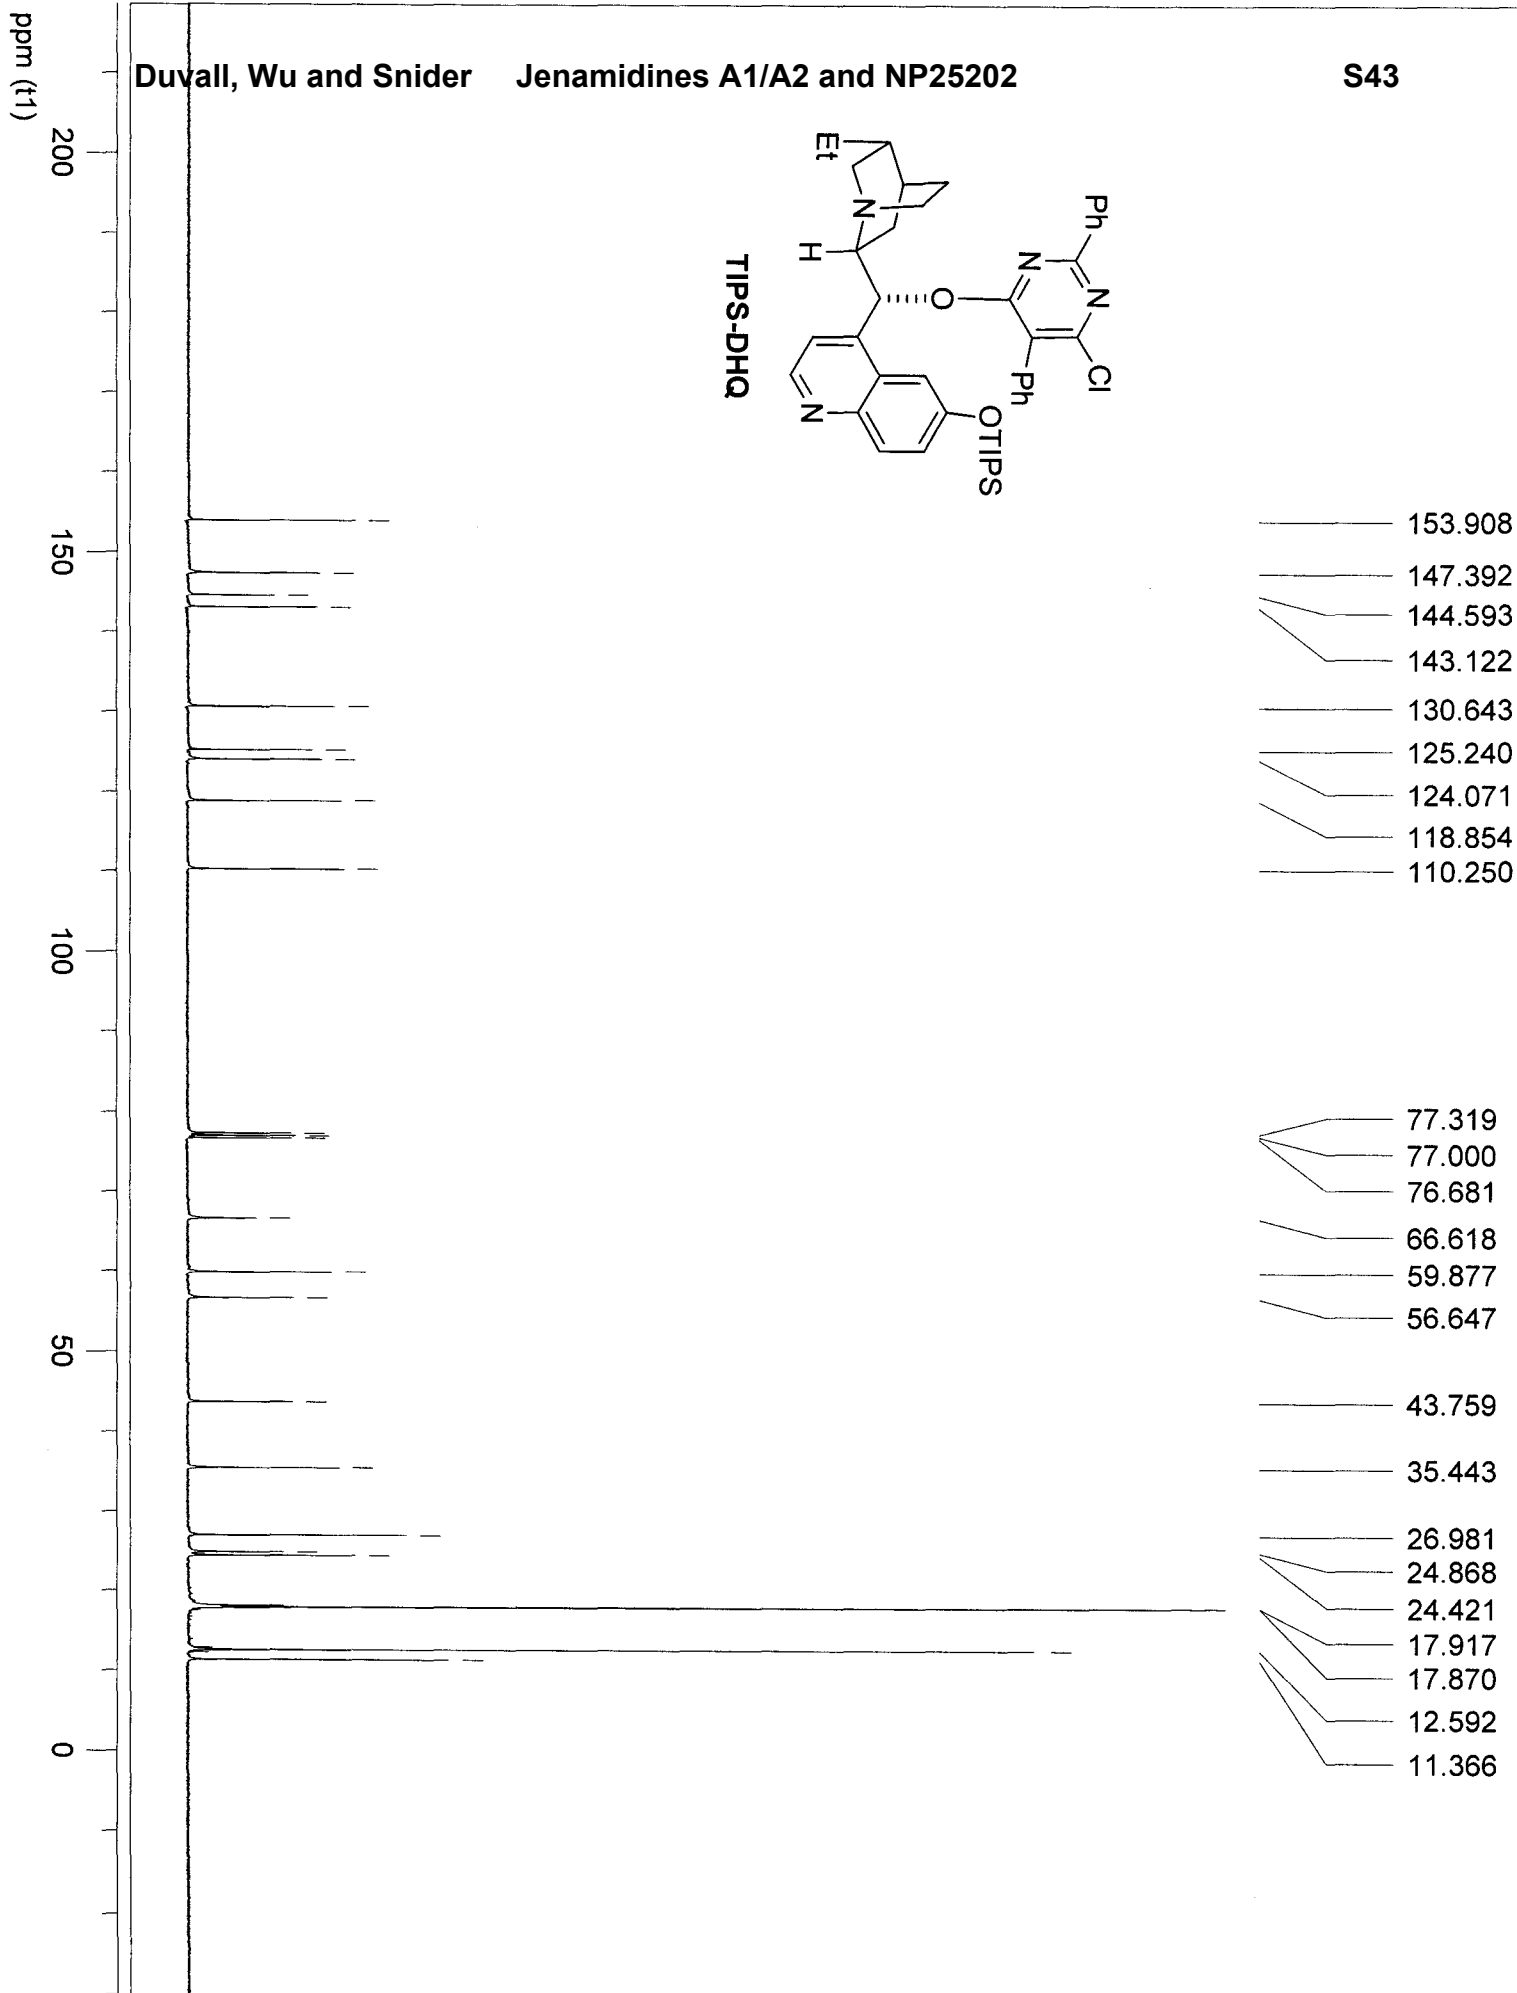 Duvall, Wu and Snider Jenamidines A1/A2 and NP25202 S43
ppm (t1)
200
150
100
50
0
Et
N
H
O
N
Ph
N
Cl
Ph
OTIPS
N
TIPS-DHQ
153.908
147.392
144.593
143.122
130.643
125.240
124.071
118.854
110.250
77.319
77.000
76.681
66.618
59.877
56.647
43.759
35.443
26.981
24.868
24.421
17.917
17.870
12.592
11.366